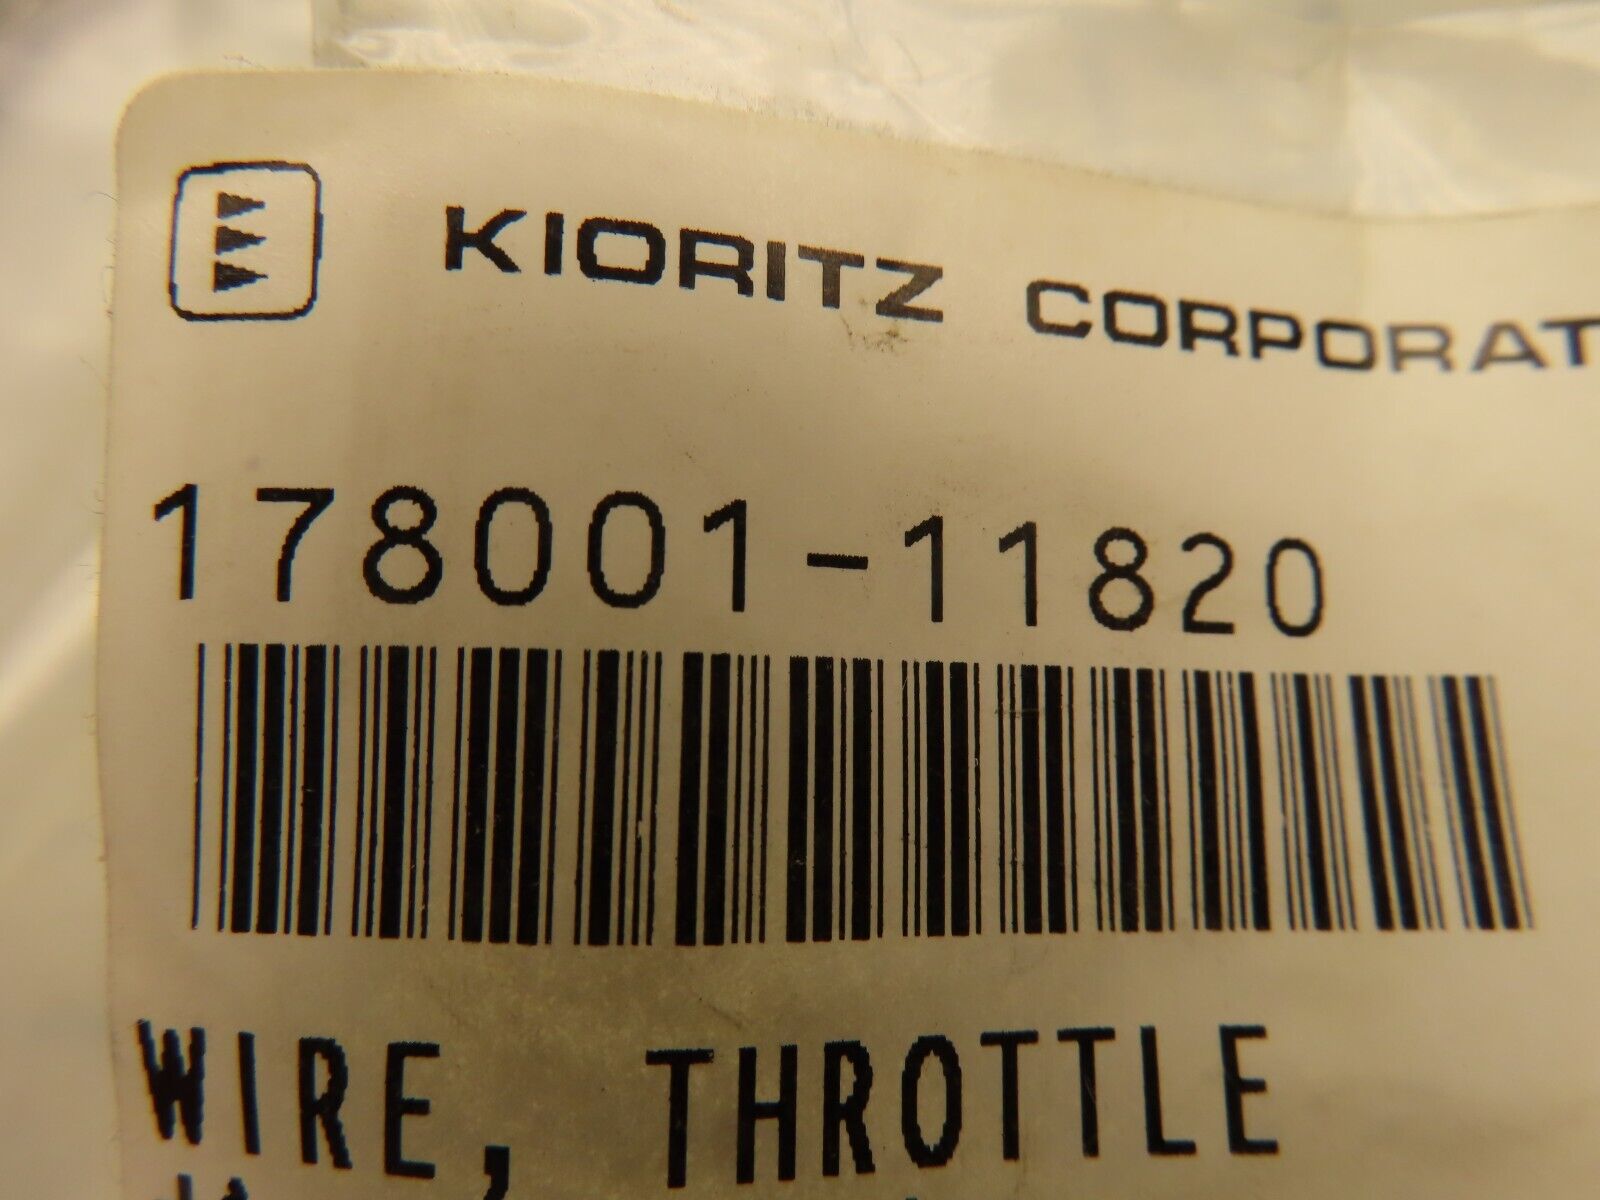 KIORITZ CORPORAT
178001-11820
WIRE, THROTTLE